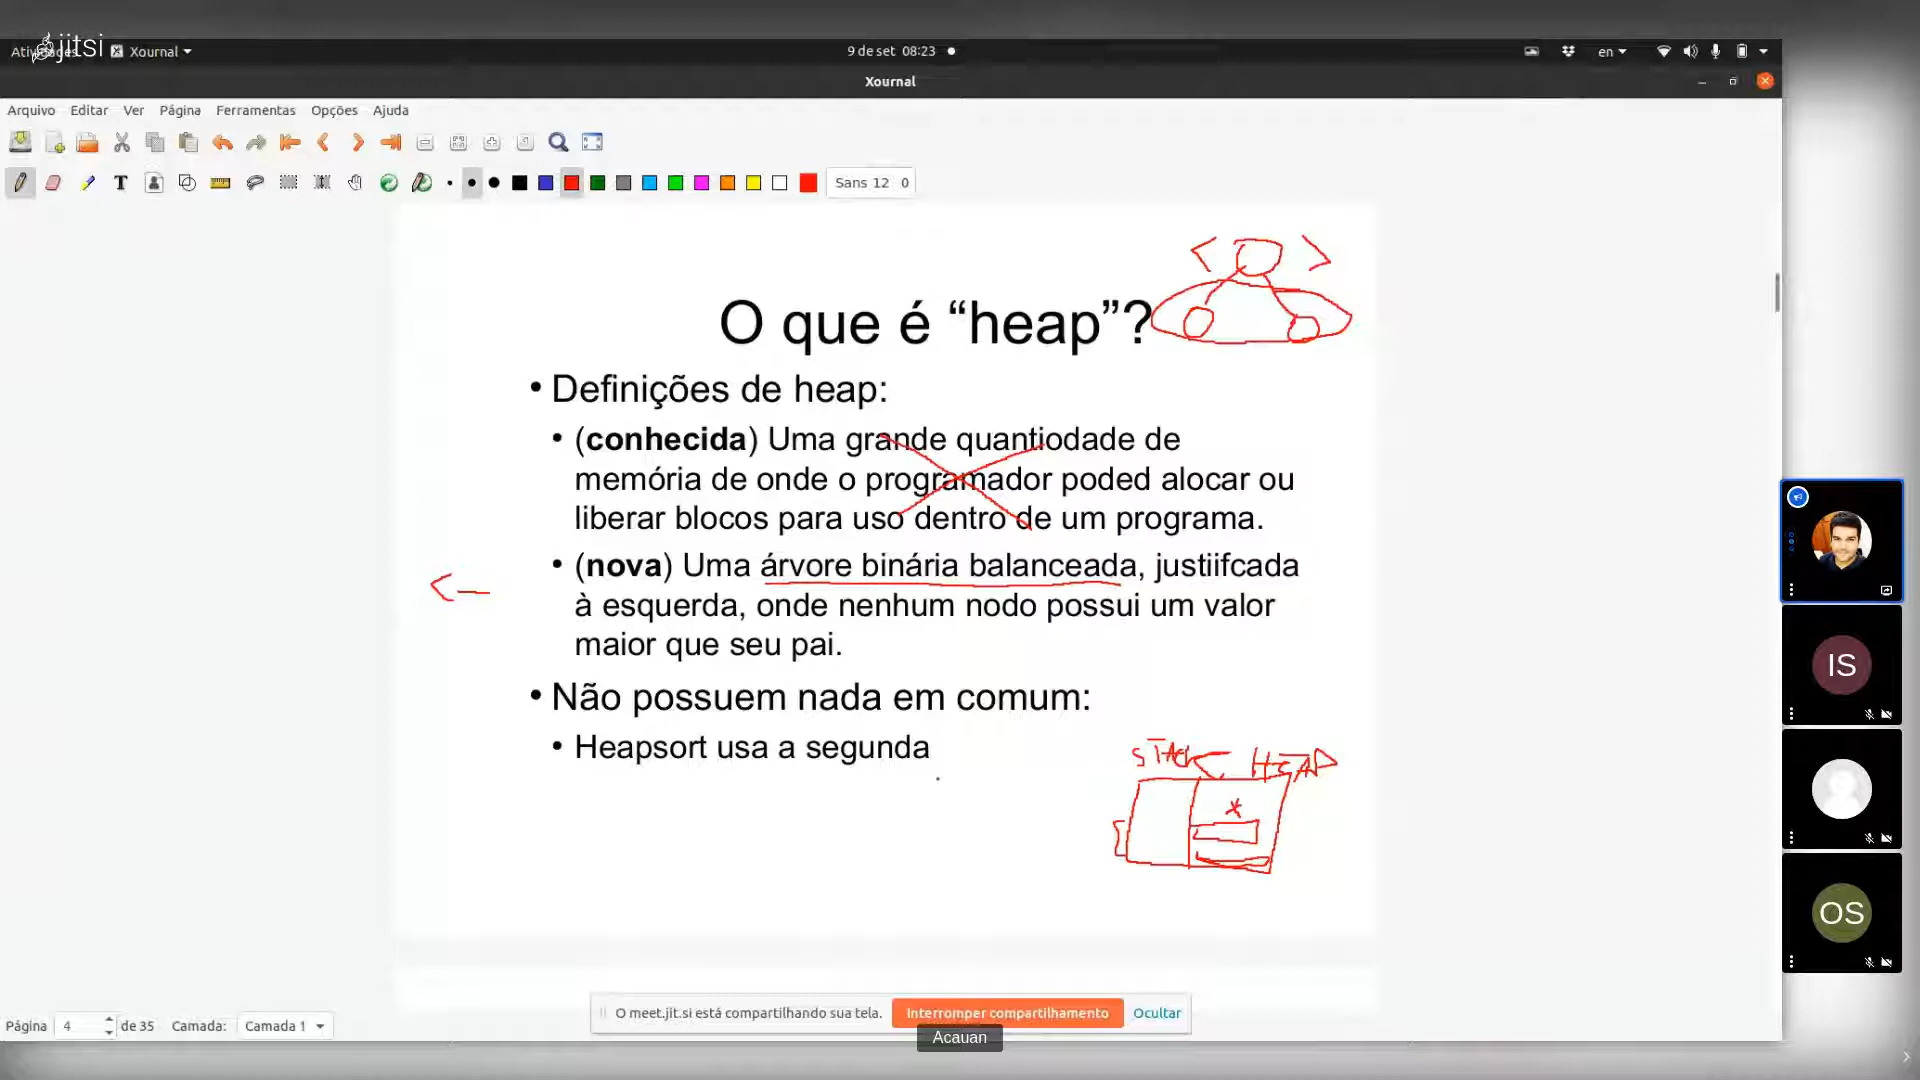 jitsi
Atividades Xournal 9 de set 08:23 en
Xournal
Arquivo Editar Ver Página Ferramentas Opções Ajuda
T Sans 12 0
< >
O que é “heap”?
• Definições de heap:
• (conhecida) Uma grande quantiodade de
memória de onde o programador poded alocar ou
liberar blocos para uso dentro de um programa.
• (nova) Uma árvore binária balanceada, justiifcada
à esquerda, onde nenhum nodo possui um valor
maior que seu pai.
• Não possuem nada em comum:
• Heapsort usa a segunda
HEAP
*
IS
OS
O meet.jit.si está compartilhando sua tela. Interromper compartilhamento Ocultar
Página 4 de 35 Camada: Camada 1
Acauan